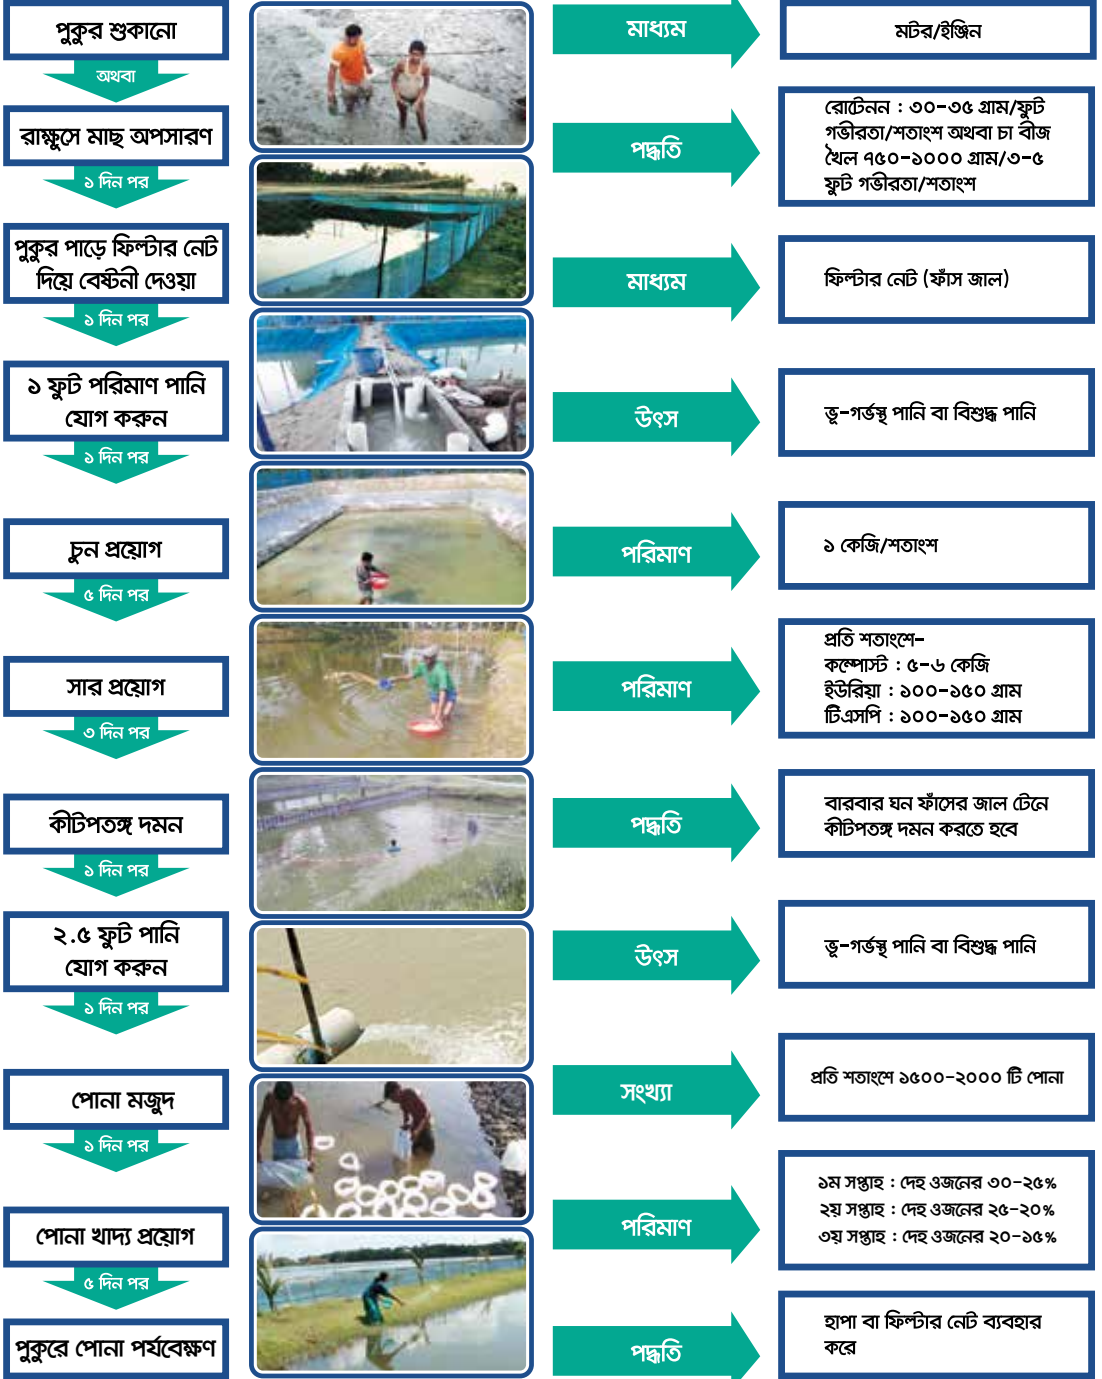 পুকুর শুকানো
মাধ্যম
মটর/ইঞ্জিন
অথবা
রাক্ষুসে মাছ অপসারণ
পদ্ধতি
রোটেনন : ৩০-৩৫ গ্রাম/ফুট
গভীরতা/শতাংশ অথবা চা বীজ
খৈল ৭৫০-১০০০ গ্রাম/৩-৫
ফুট গভীরতা/শতাংশ
১ দিন পর
পুকুর পাড়ে ফিল্টার নেট
দিয়ে বেষ্টনী দেওয়া
মাধ্যম
ফিল্টার নেট (ফাঁস জাল)
১ দিন পর
১ ফুট পরিমাণ পানি
যোগ করুন
উৎস
ভূ-গর্ভস্থ পানি বা বিশুদ্ধ পানি
১ দিন পর
চুন প্রয়োগ
পরিমাণ
১ কেজি/শতাংশ
৫ দিন পর
সার প্রয়োগ
পরিমাণ
প্রতি শতাংশে-
কম্পোস্ট : ৫-৬ কেজি
ইউরিয়া : ১০০-১৫০ গ্রাম
টিএসপি : ১০০-১৫০ গ্রাম
৩ দিন পর
কীটপতঙ্গ দমন
পদ্ধতি
বারবার ঘন ফাঁসের জাল টেনে
কীটপতঙ্গ দমন করতে হবে
১ দিন পর
২.৫ ফুট পানি
যোগ করুন
উৎস
ভূ-গর্ভস্থ পানি বা বিশুদ্ধ পানি
১ দিন পর
পোনা মজুদ
সংখ্যা
প্রতি শতাংশে ১৫০০-২০০০ টি পোনা
১ দিন পর
পোনা খাদ্য প্রয়োগ
পরিমাণ
১ম সপ্তাহ : দেহ ওজনের ৩০-২৫%
২য় সপ্তাহ : দেহ ওজনের ২৫-২০%
৩য় সপ্তাহ : দেহ ওজনের ২০-১৫%
৫ দিন পর
পুকুরে পোনা পর্যবেক্ষণ
পদ্ধতি
হাপা বা ফিল্টার নেট ব্যবহার
করে